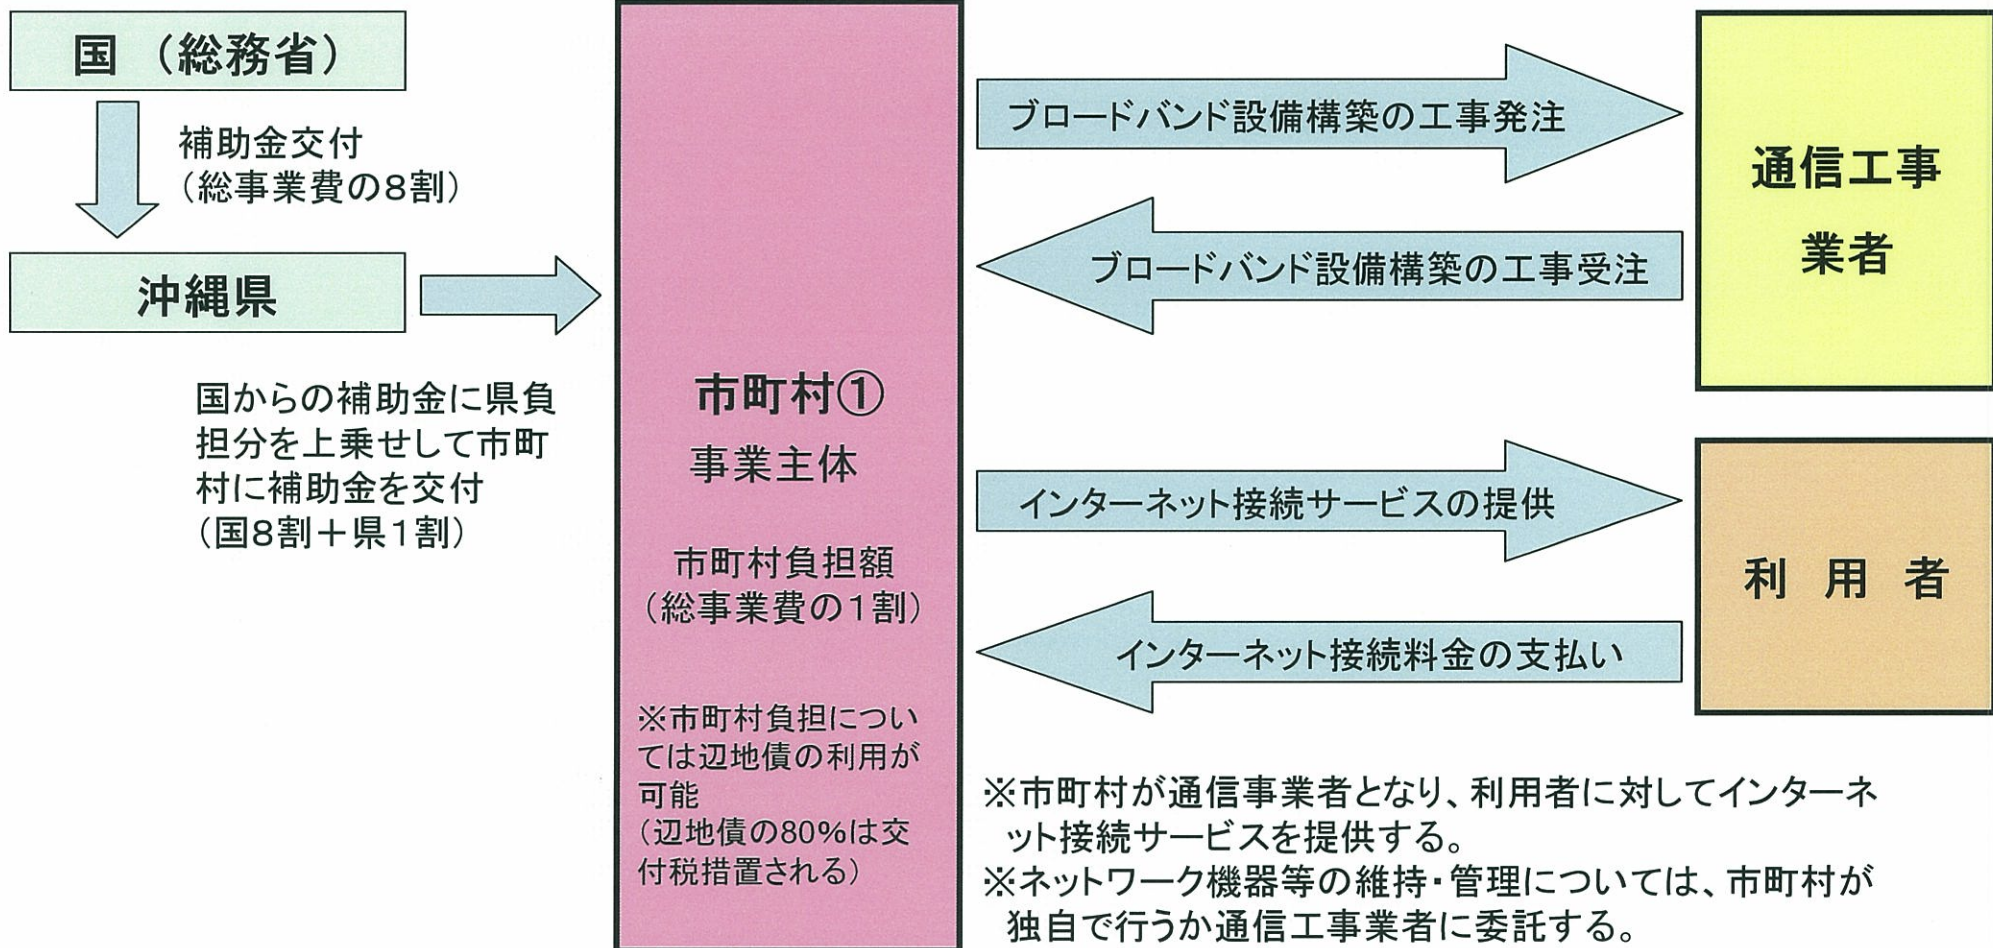 国 （総務省）
補助金交付
（総事業費の８割）
沖縄県
国からの補助金に県負
担分を上乗せして市町
村に補助金を交付
（国８割＋県１割）
市町村①
事業主体
市町村負担額
（総事業費の１割）
※市町村負担につい
ては辺地債の利用が
可能
（辺地債の80%は交
付税措置される）
ブロードバンド設備構築の工事発注
ブロードバンド設備構築の工事受注
通信工事
業者
インターネット接続サービスの提供
インターネット接続料金の支払い
利 用 者
※市町村が通信事業者となり、利用者に対してインターネ
ット接続サービスを提供する。
※ネットワーク機器等の維持・管理については、市町村が
独自で行うか通信工事業者に委託する。